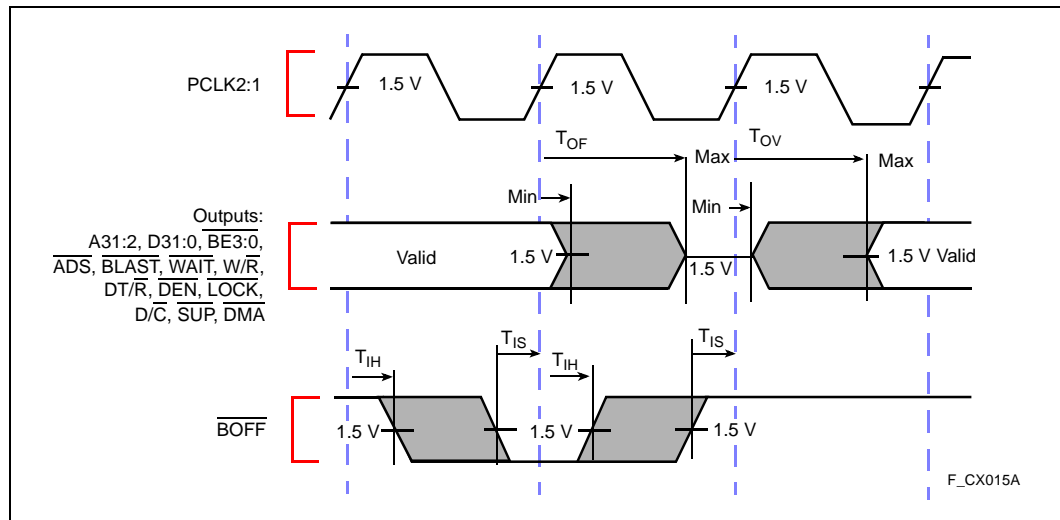 PCLK2:1
1.5 V
1.5 V
1.5 V
TOF
Max
TOV
Max
Min
Min
Outputs:
A31:2, D31:0, BE3:0,
ADS, BLAST, WAIT, W/R,
DT/R, DEN, LOCK,
D/C, SUP, DMA
Valid
1.5 V
1.5 V
1.5 V Valid
TIH
TIS
TIH
TIS
BOFF
1.5 V
1.5 V
1.5 V
F_CX015A